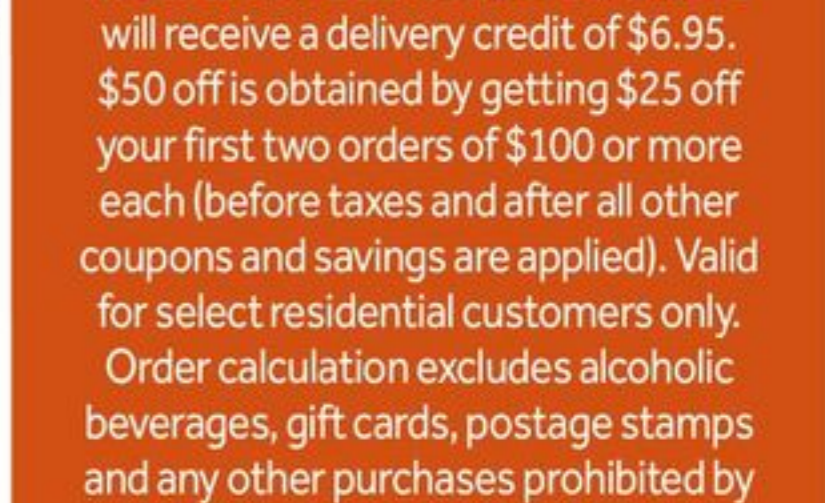 will receive a delivery credit of $6.95.
$50 off is obtained by getting $25 off
your first two orders of $100 or more
each (before taxes and after all other
coupons and savings are applied). Valid
for select residential customers only.
Order calculation excludes alcoholic
beverages, gift cards, postage stamps
and any other purchases prohibited by